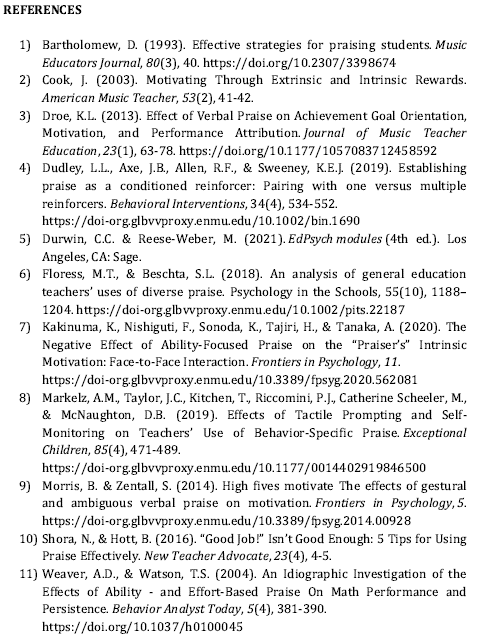 REFERENCES
1) Bartholomew, D. (1993). Effective strategies for praising students. Music
Educators Journal, 80(3), 40. https://doi.org/10.2307/3398674
2) Cook, J. (2003). Motivating Through Extrinsic and Intrinsic Rewards.
American Music Teacher, 53(2), 41-42.
3) Droe, K.L. (2013). Effect of Verbal Praise on Achievement Goal Orientation,
Motivation, and Performance Attribution. Journal of Music Teacher
Education, 23(1), 63-78. https://doi.org/10.1177/1057083712458592
4) Dudley, L.L., Axe, J.B., Allen, R.F., & Sweeney, K.E.J. (2019). Establishing
praise as a conditioned reinforcer: Pairing with one versus multiple
reinforcers. Behavioral Interventions, 34(4), 534-552.
https://doi-org.glbvvproxy.enmu.edu/10.1002/bin.1690
5) Durwin, C.C. & Reese-Weber, M. (2021). EdPsych modules (4th ed.). Los
Angeles, CA: Sage.
6) Floress, M.T., & Beschta, S.L. (2018). An analysis of general education
teachers’ uses of diverse praise. Psychology in the Schools, 55(10), 1188–
1204. https://doi-org.glbvvproxy.enmu.edu/10.1002/pits.22187
7) Kakinuma, K., Nishiguti, F., Sonoda, K., Tajiri, H., & Tanaka, A. (2020). The
Negative Effect of Ability-Focused Praise on the “Praiser’s” Intrinsic
Motivation: Face-to-Face Interaction. Frontiers in Psychology, 11.
https://doi-org.glbvvproxy.enmu.edu/10.3389/fpsyg.2020.562081
8) Markelz, A.M., Taylor, J.C., Kitchen, T., Riccomini, P.J., Catherine Scheeler, M.,
& McNaughton, D.B. (2019). Effects of Tactile Prompting and Self-
Monitoring on Teachers’ Use of Behavior-Specific Praise. Exceptional
Children, 85(4), 471-489.
https://doi-org.glbvvproxy.enmu.edu/10.1177/0014402919846500
9) Morris, B. & Zentall, S. (2014). High fives motivate The effects of gestural
and ambiguous verbal praise on motivation. Frontiers in Psychology, 5.
https://doi-org.glbvvproxy.enmu.edu/10.3389/fpsyg.2014.00928
10) Shora, N., & Hott, B. (2016). “Good Job!” Isn’t Good Enough: 5 Tips for Using
Praise Effectively. New Teacher Advocate, 23(4), 4-5.
11) Weaver, A.D., & Watson, T.S. (2004). An Idiographic Investigation of the
Effects of Ability - and Effort-Based Praise On Math Performance and
Persistence. Behavior Analyst Today, 5(4), 381-390.
https://doi.org/10.1037/h0100045